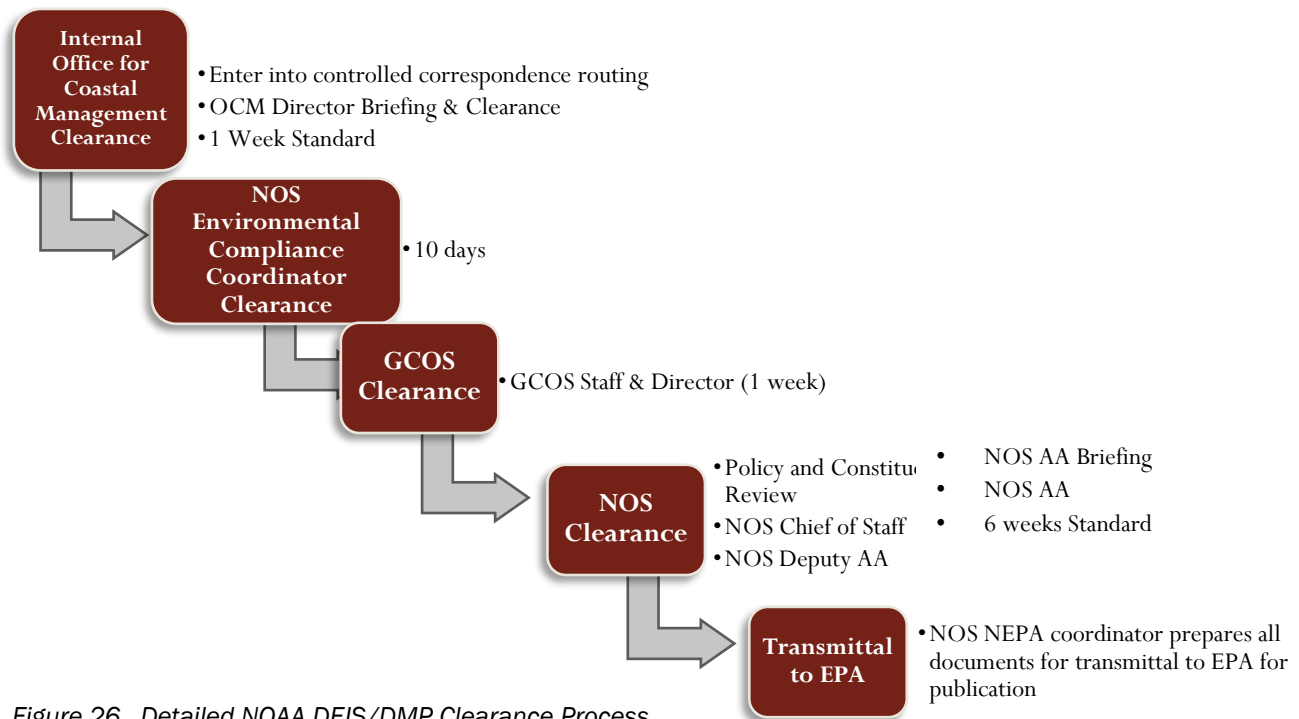 Internal
Office for
Coastal
Management
Clearance
• Enter into controlled correspondence routing
• OCM Director Briefing & Clearance
• 1 Week Standard
NOS
Environmental
Compliance
Coordinator
Clearance
• 10 days
GCOS
Clearance
• GCOS Staff & Director (1 week)
NOS
Clearance
• Policy and
Review
• NOS Chief of Staff
• NOS Deputy AA
• NOS AA Briefing
• NOS AA
• 6 weeks Standard
Transmittal
to EPA
• NOS NEPA coordinator prepares all
documents for transmittal to EPA for
publication
Figure 26. Detailed NOAA DEIS/DMP Clearance Process